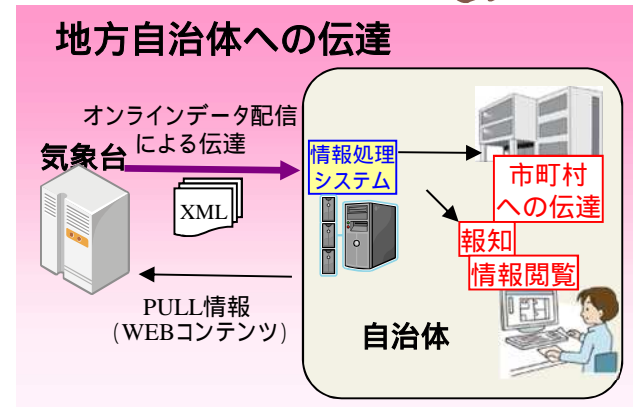 地方自治体への伝達
オンラインデータ配信
による伝達
気象台
XML
PULL情報
(WEBコンテンツ)
情報処理
システム
市町村
への伝達
報知
情報閲覧
自治体